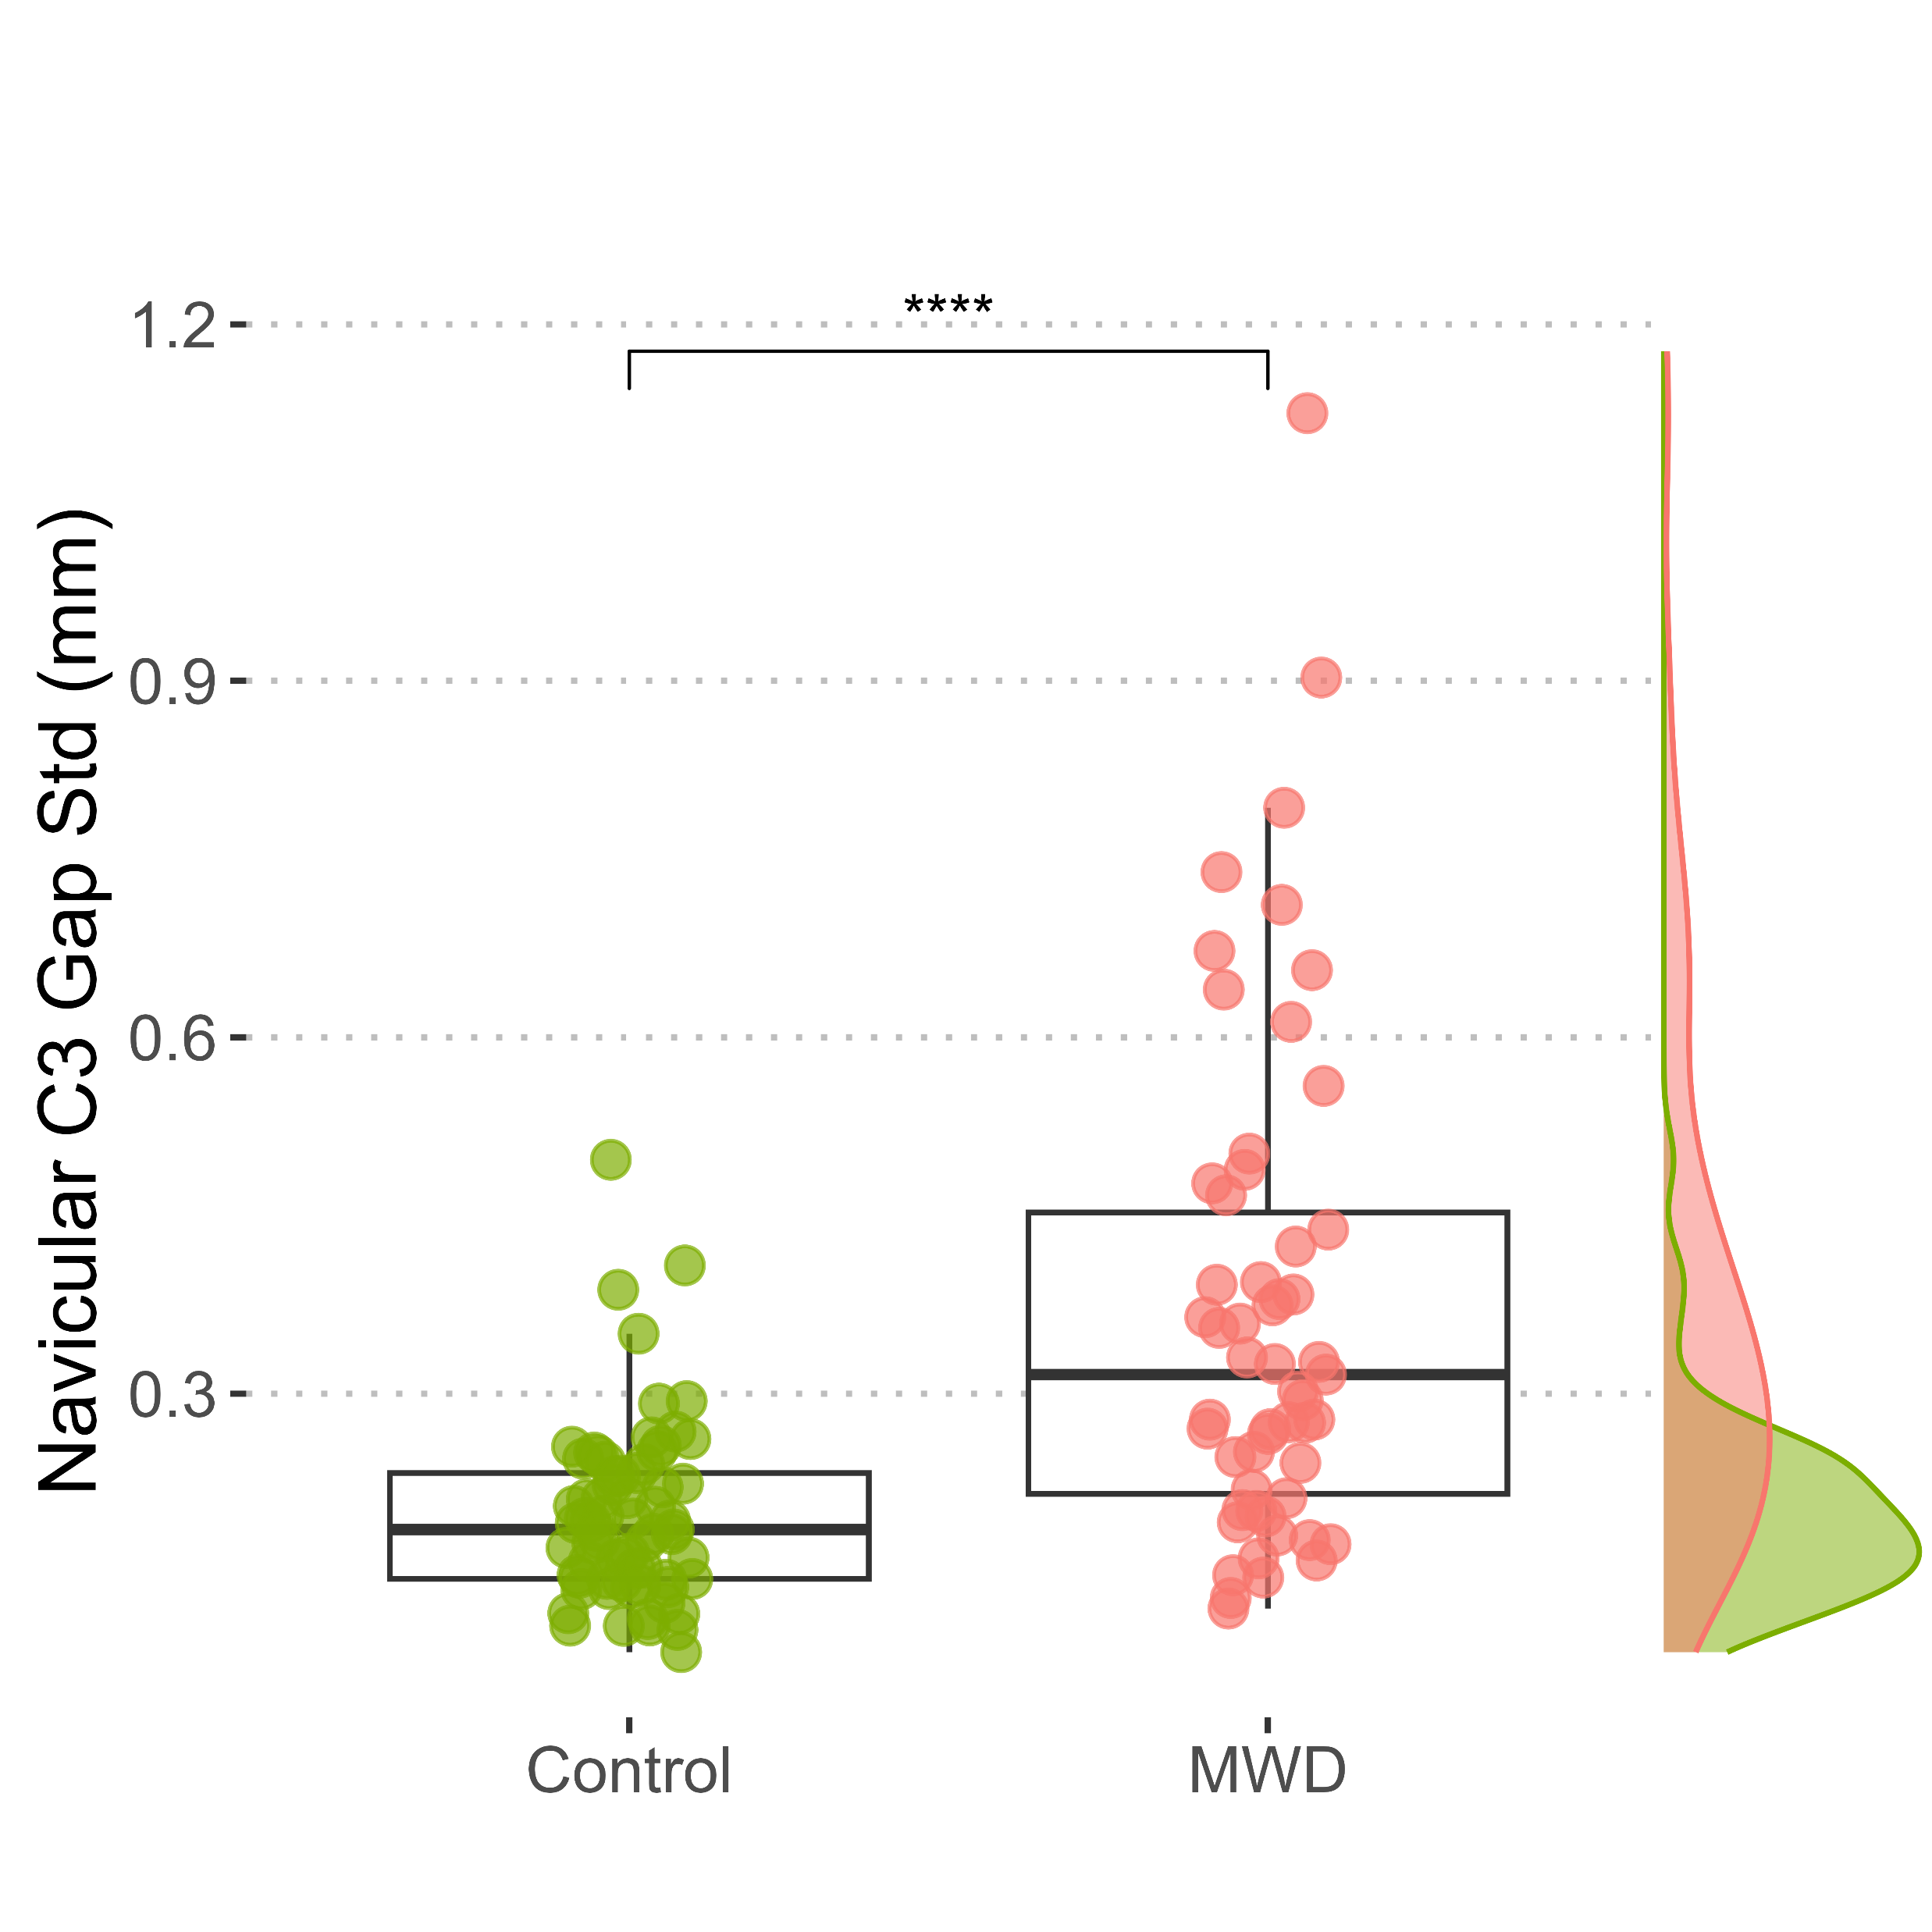 ****
1.2
0.9
0.6
0.3
Navicular C3 Gap Std (mm)
Control
MWD